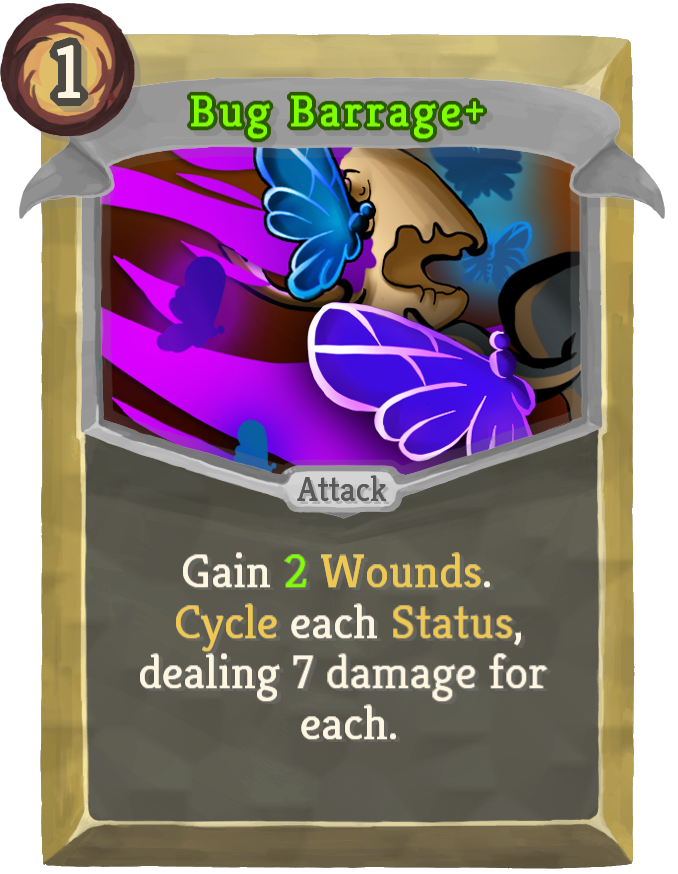 1
Bug Barrage+
Attack
Gain 2 Wounds.
Cycle each Status,
dealing 7 damage for
each.